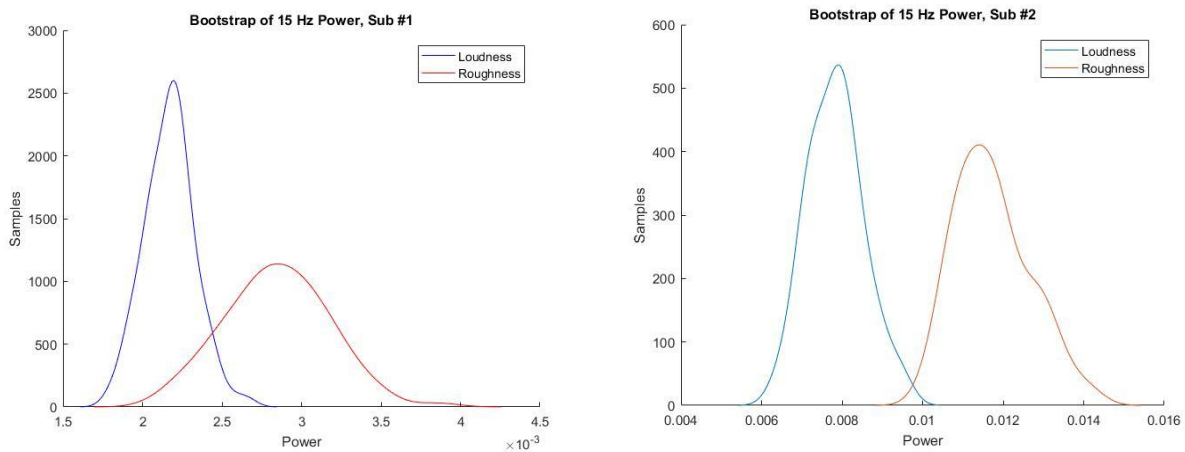 Bootstrap of 15 Hz Power, Sub #1
3000
2500
2000
1500
1000
500
0
Samples
Loudness
Roughness
1.5 2 2.5 3 3.5 4 4.5
Power
×10-3
Bootstrap of 15 Hz Power, Sub #2
600
500
400
300
200
100
0
Samples
Loudness
Roughness
0.004 0.006 0.008 0.01 0.012 0.014 0.016
Power